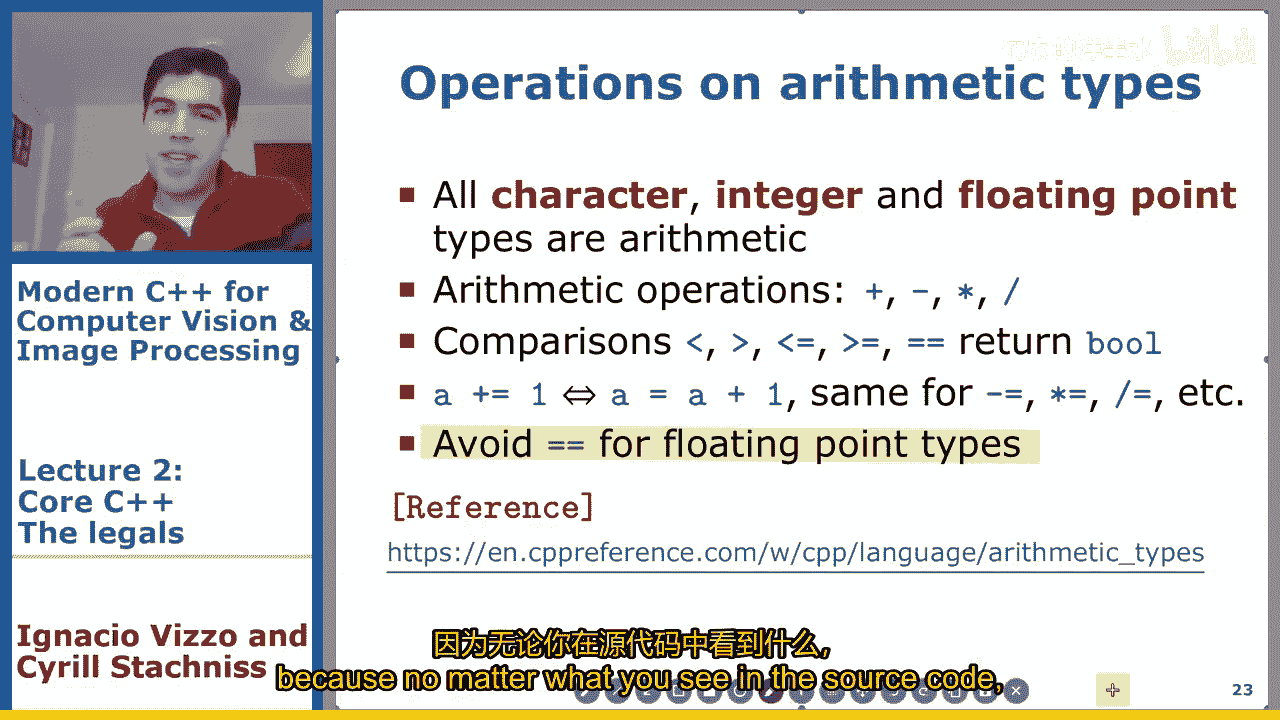 Operations on arithmetic types
All character, integer and floating point
types are arithmetic
Arithmetic operations: +, -, *, /
Comparisons <, >, <=, >=, == return bool
a += 1 ⇔ a = a + 1, same for -=, *=, /=, etc.
Avoid == for floating point types
[Reference]
https://en.cppreference.com/w/cpp/language/arithmetic_types
Modern C++ for
Computer Vision &
Image Processing
Lecture 2:
Core C++
The legals
Ignacio Vizzo and
Cyrill Stachniss
因为无论你在源代码中看到什么,
because no matter what you see in the source code,
23